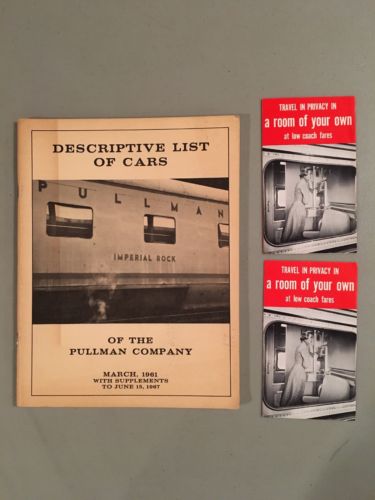 DESCRIPTIVE LIST
OF CARS
PULLMAN
IMPERIAL ROCK
OF THE
PULLMAN COMPANY
MARCH, 1961
WITH SUPPLEMENTS
TO JUNE 15, 1967
TRAVEL IN PRIVACY IN
a room of your own
at low coach fares
TRAVEL IN PRIVACY IN
a room of your own
at low coach fares